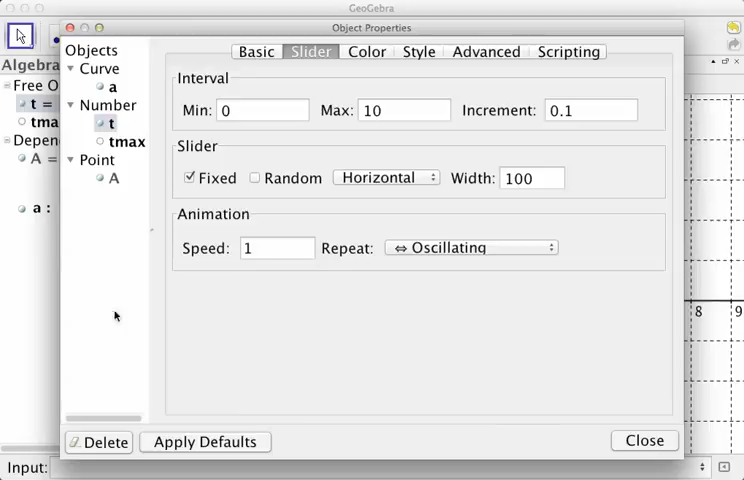 GeoGebra
Object Properties
Algebra
Free O
t =
tma
Depen
A =
a :
Objects
Curve
a
Number
t
tmax
Point
A
Basic Slider Color Style Advanced Scripting
Interval
Min: 0 Max: 10 Increment: 0.1
Slider
Fixed Random Horizontal Width: 100
Animation
Speed: 1 Repeat: ⇔ Oscillating
8 9
Delete Apply Defaults Close
Input: